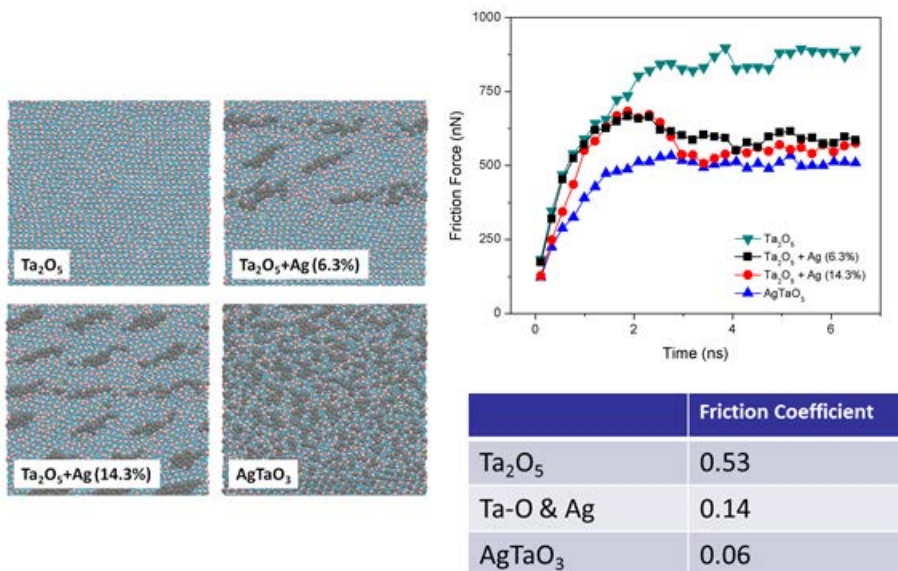 Ta₂O₅
Ta₂O₅+Ag (6.3%)
Ta₂O₅+Ag (14.3%)
AgTaO₃
1000
750
500
250
0
Friction Force (nN)
0
2
4
6
Time (ns)
Ta₂O₅
Ta₂O₅ + Ag (6.3%)
Ta₂O₅ + Ag (14.3%)
AgTaO₃
Friction Coefficient
Ta₂O₅ 0.53
Ta-O & Ag 0.14
AgTaO₃ 0.06